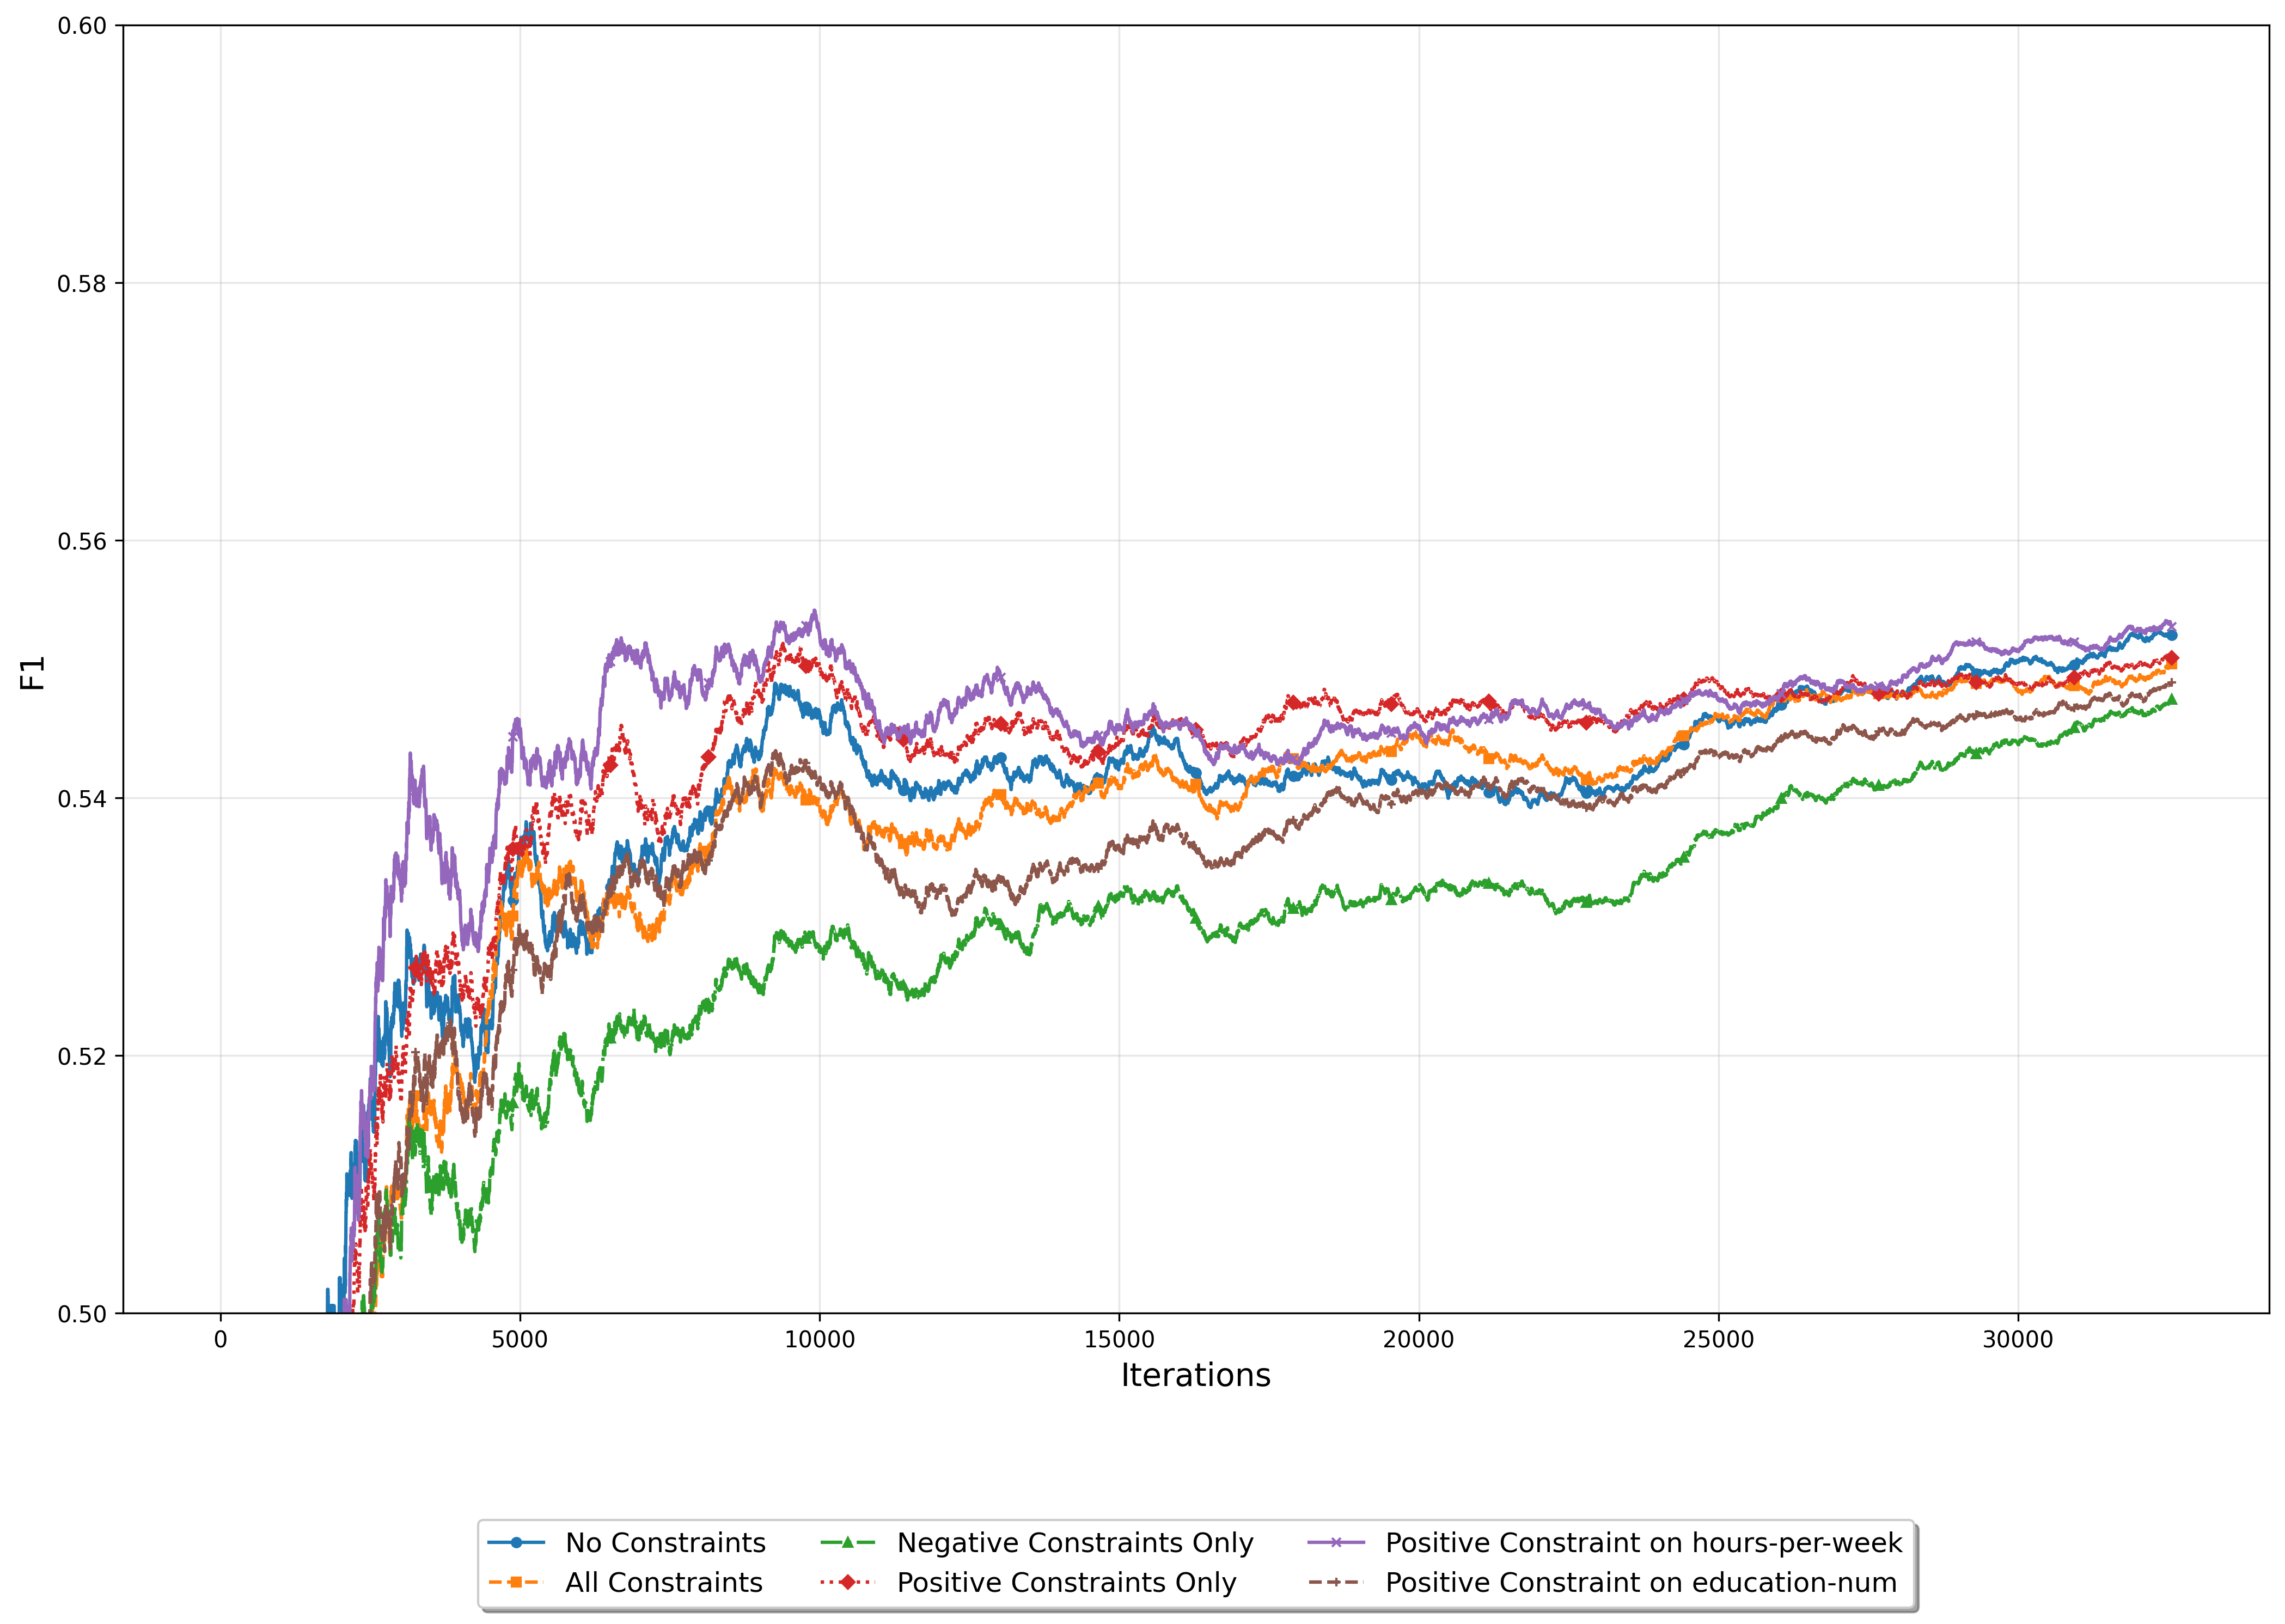 0.60
0.58
0.56
0.54
0.52
0.50
F1
0 5000 10000 15000 20000 25000 30000
Iterations
No Constraints Negative Constraints Only Positive Constraint on hours-per-week
All Constraints Positive Constraints Only Positive Constraint on education-num